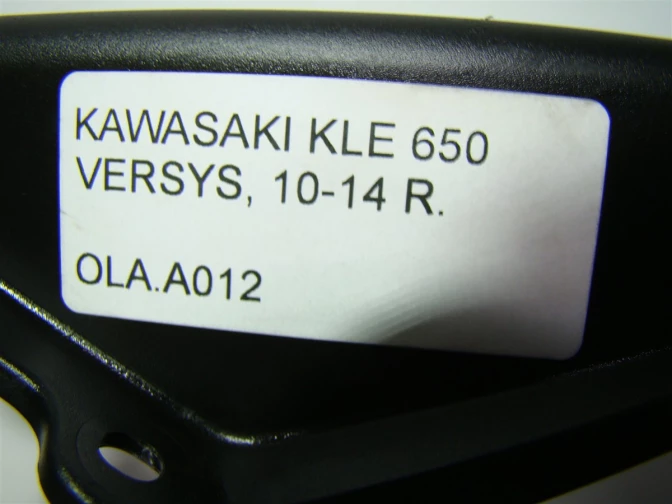 KAWASAKI KLE 650
VERSYS, 10-14 R.
OLA.A012